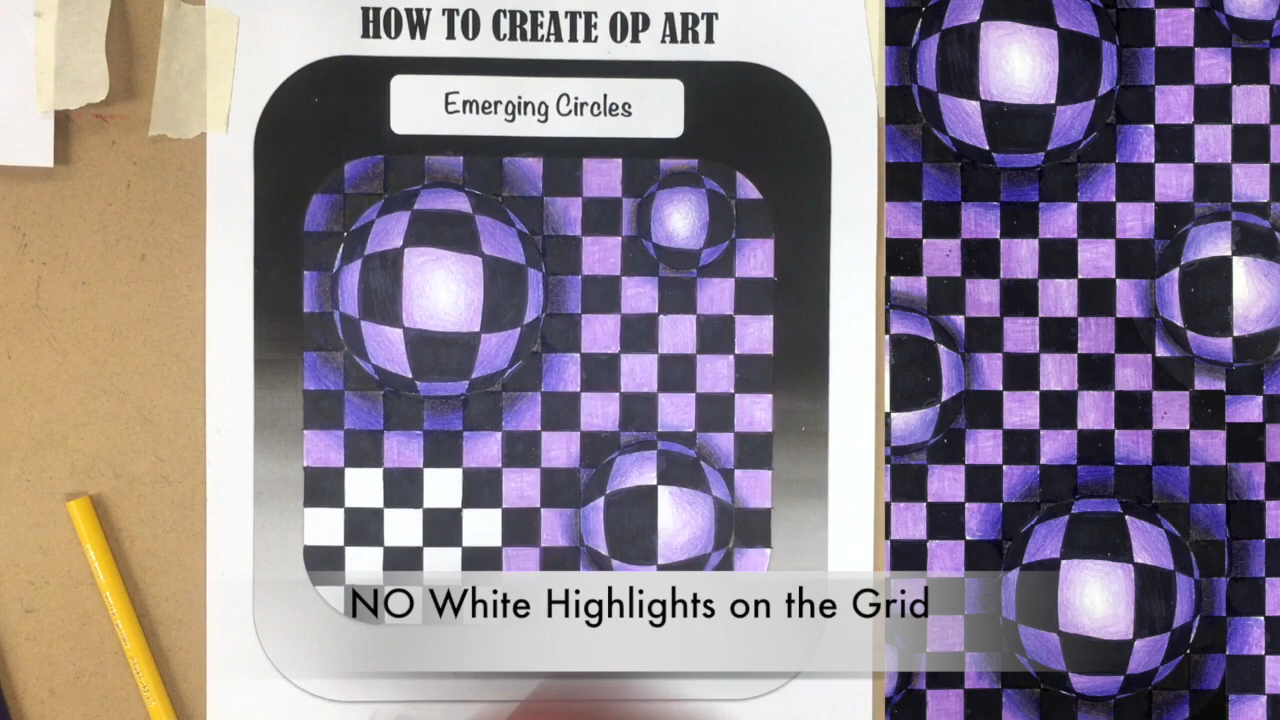 HOW TO CREATE OP ART
Emerging Circles
NO White Highlights on the Grid